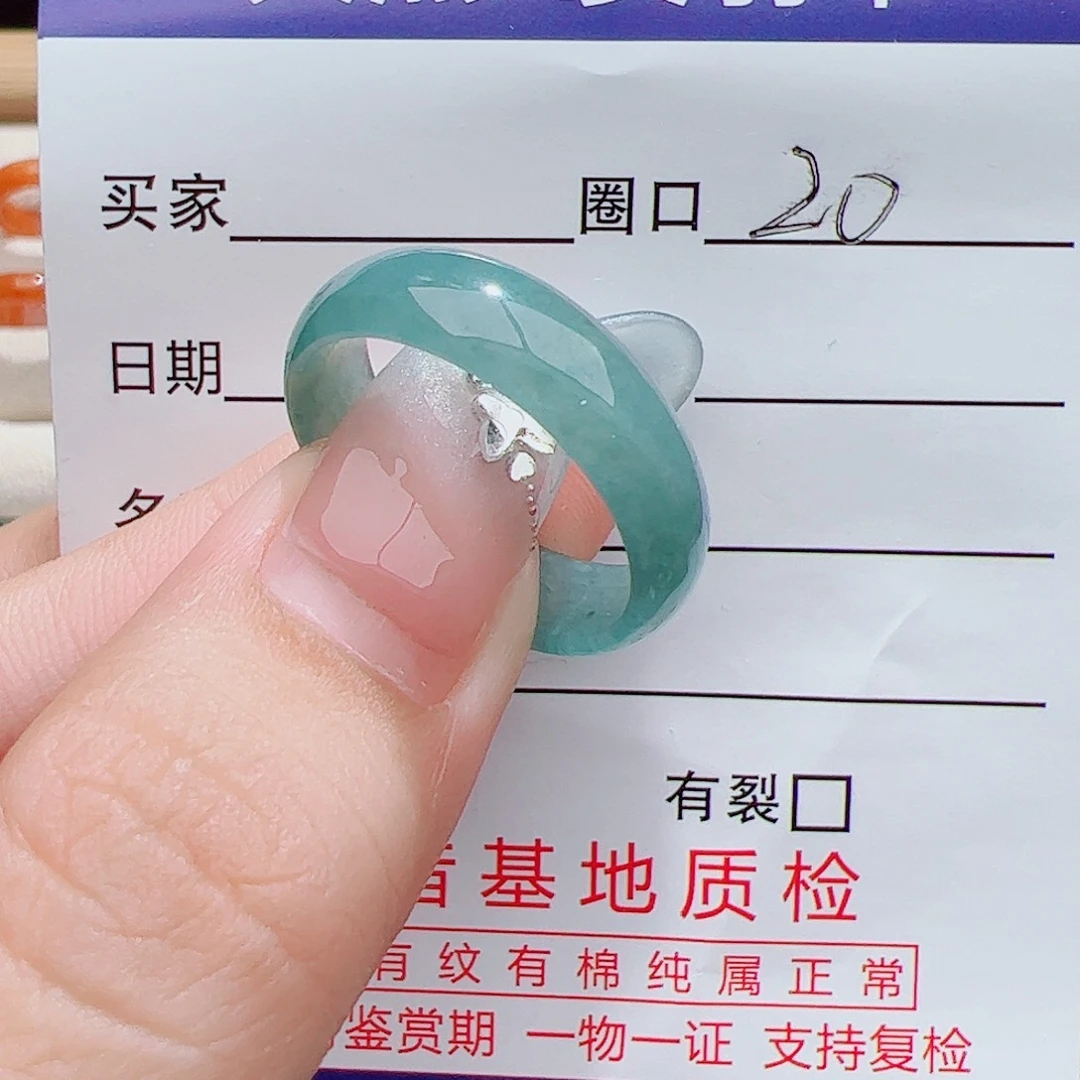 买家 圈口 20
日期
有裂
基地质检
有纹有棉纯属正常
鉴赏期 一物一证 支持复检